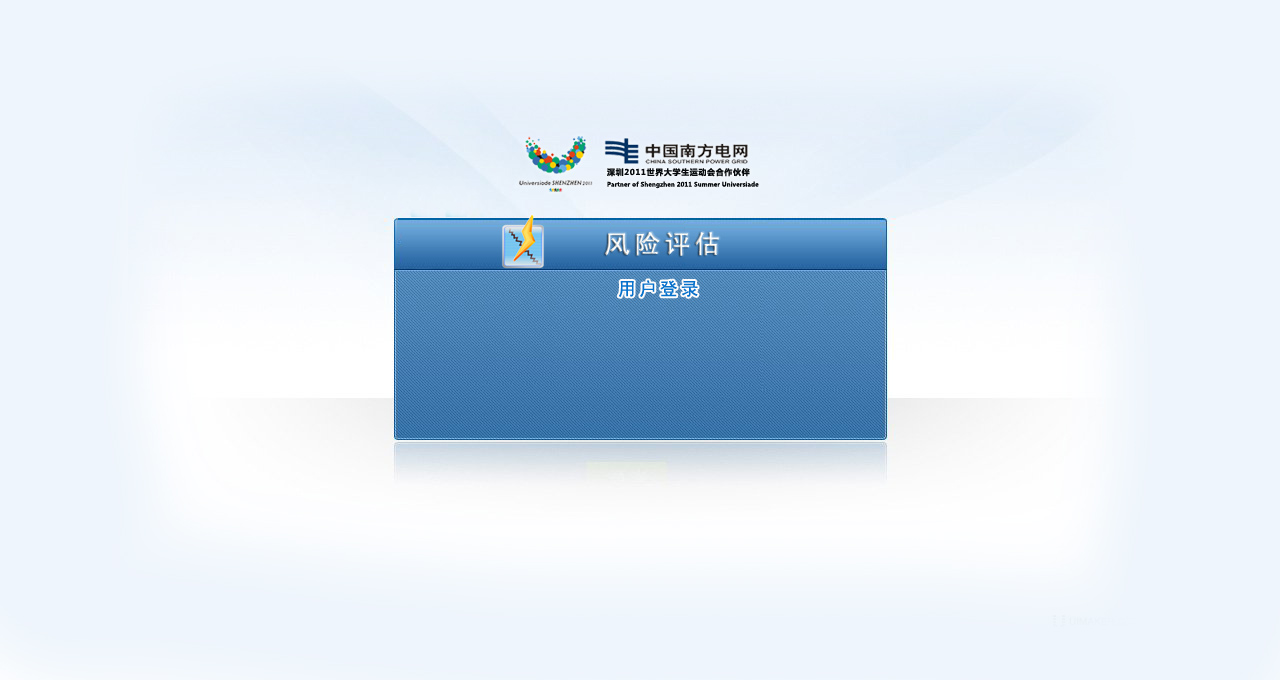 Universiade SHENZHEN 2011
中国南方电网
CHINA SOUTHERN POWER GRID
深圳2011世界大学生运动会合作伙伴
Partner of Shengzhen 2011 Summer Universiade
风险评估
用户登录